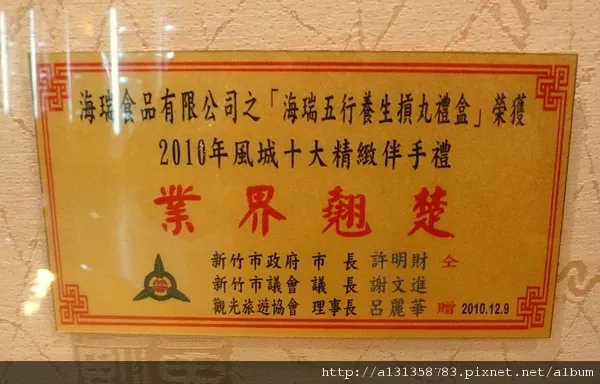 海瑞食品有限公司之「海瑞五行養生摃丸禮盒」榮獲
2010年風城十大精緻伴手禮
業界翹楚
新竹市政府 市 長 許明財 仝
新竹市議會 議 長 謝文進
觀光旅遊協會 理事長 呂麗華 贈 2010.12.9
http://a131358783.pixnet.net/album